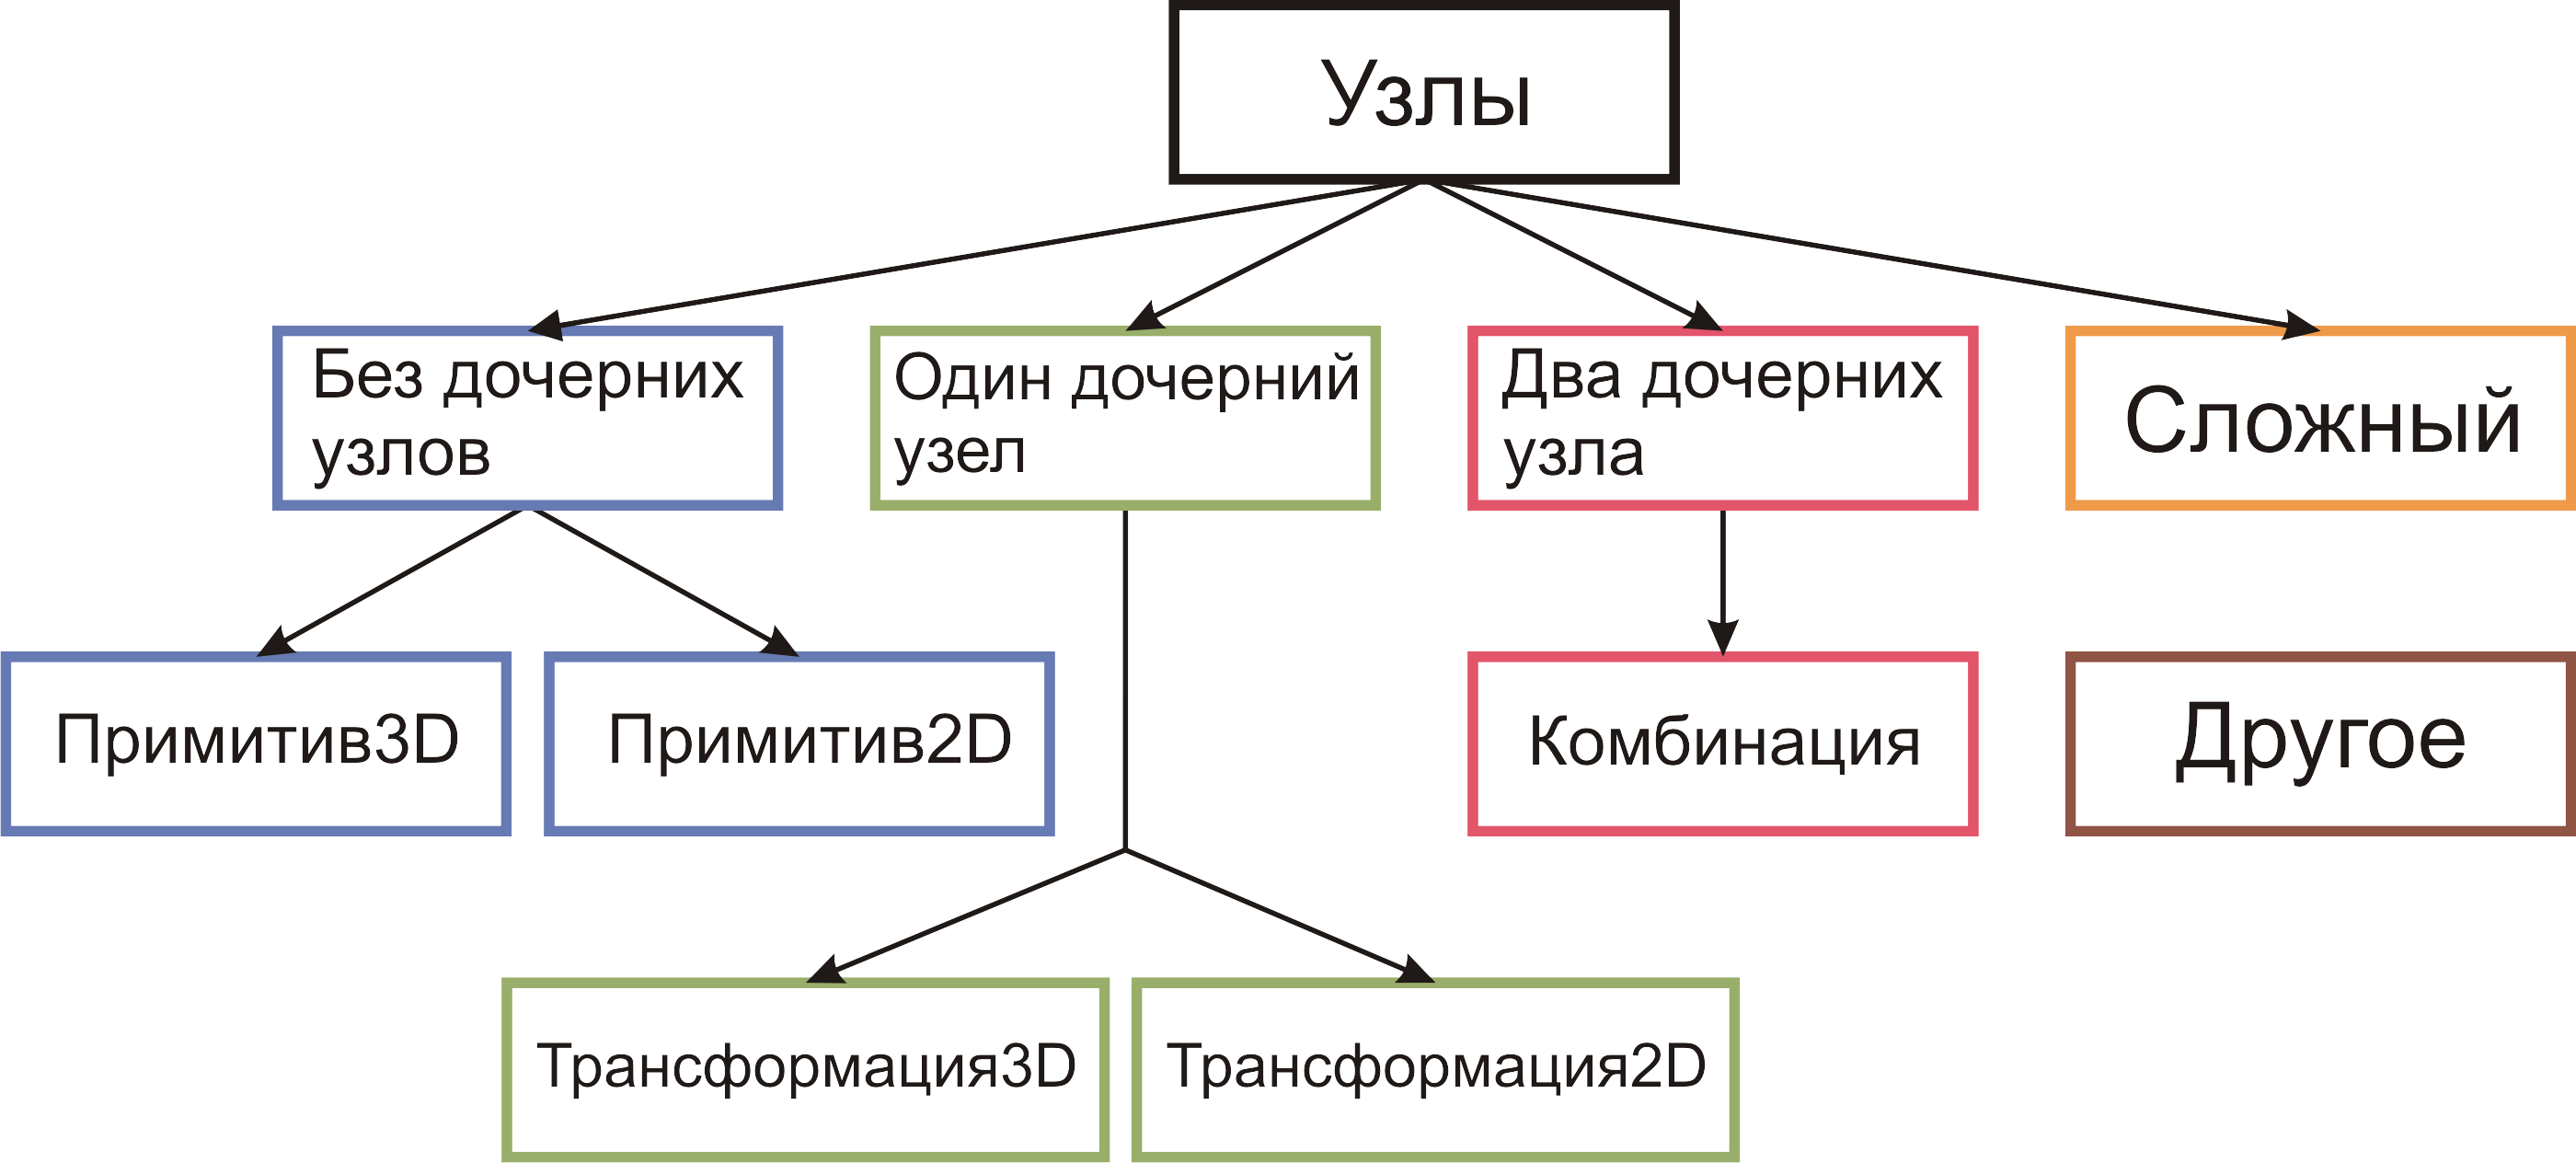 Узлы
Без дочерних
узлов
Один дочерний
узел
Два дочерних
узла
Сложный
Примитив3D
Примитив2D
Комбинация
Другое
Трансформация3D
Трансформация2D